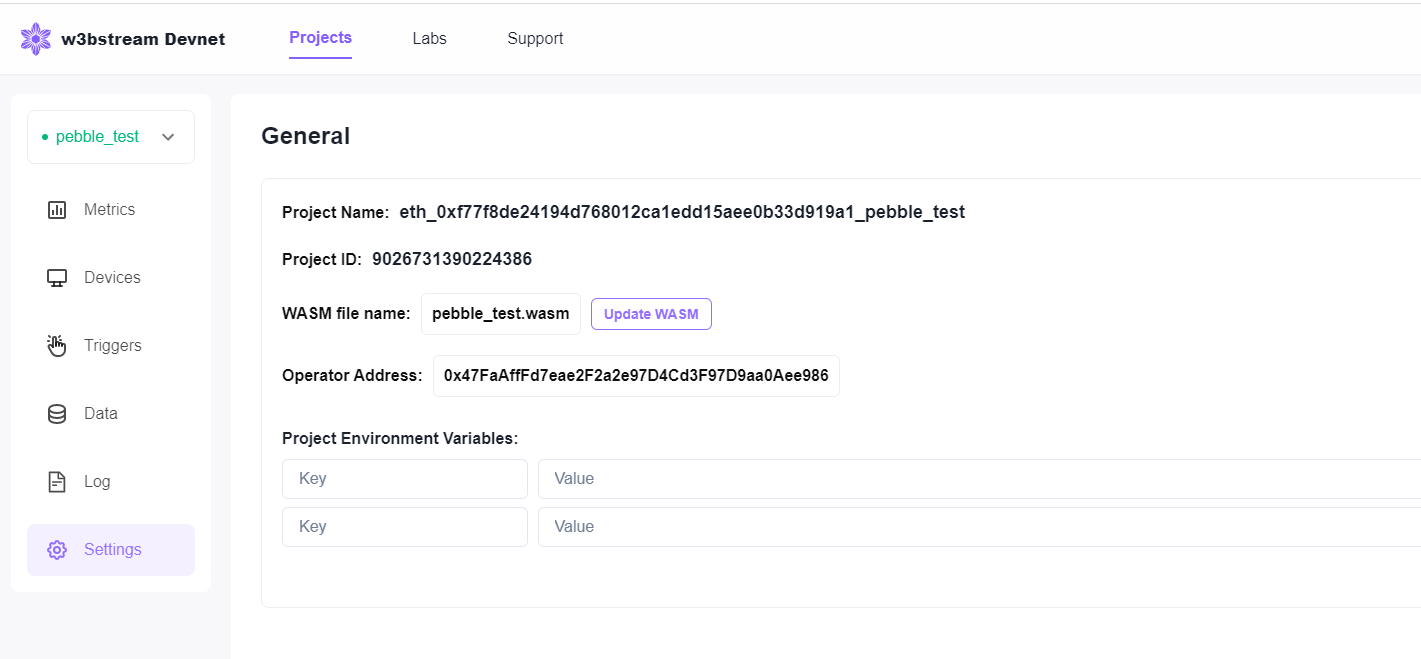 w3bstream Devnet
Projects
Labs
Support
pebble_test
Metrics
Devices
Triggers
Data
Log
Settings
General
Project Name: eth_0xf77f8de24194d768012ca1edd15aee0b33d919a1_pebble_test
Project ID: 9026731390224386
WASM file name: pebble_test.wasm Update WASM
Operator Address: 0x47FaAffFd7eae2F2a2e97D4Cd3F97D9aa0Aee986
Project Environment Variables:
Key Value
Key Value